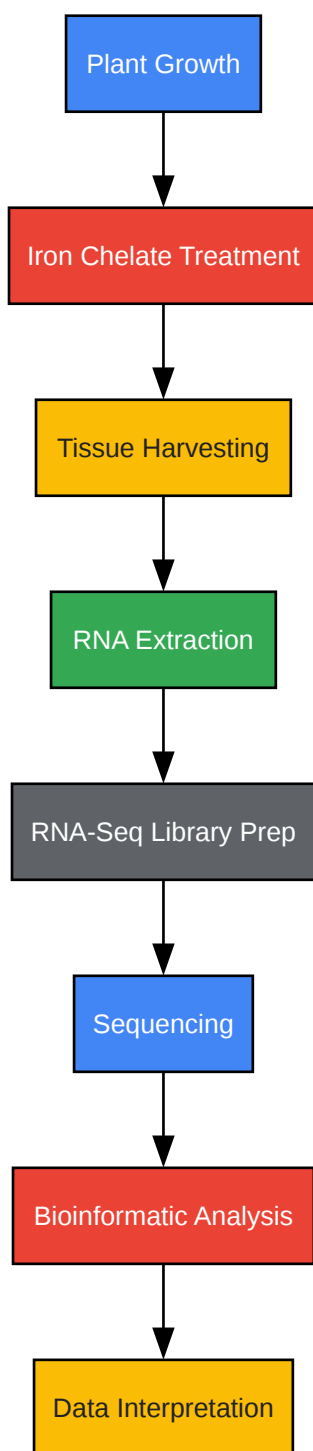 Plant Growth
Iron Chelate Treatment
Tissue Harvesting
RNA Extraction
RNA-Seq Library Prep
Sequencing
Bioinformatic Analysis
Data Interpretation